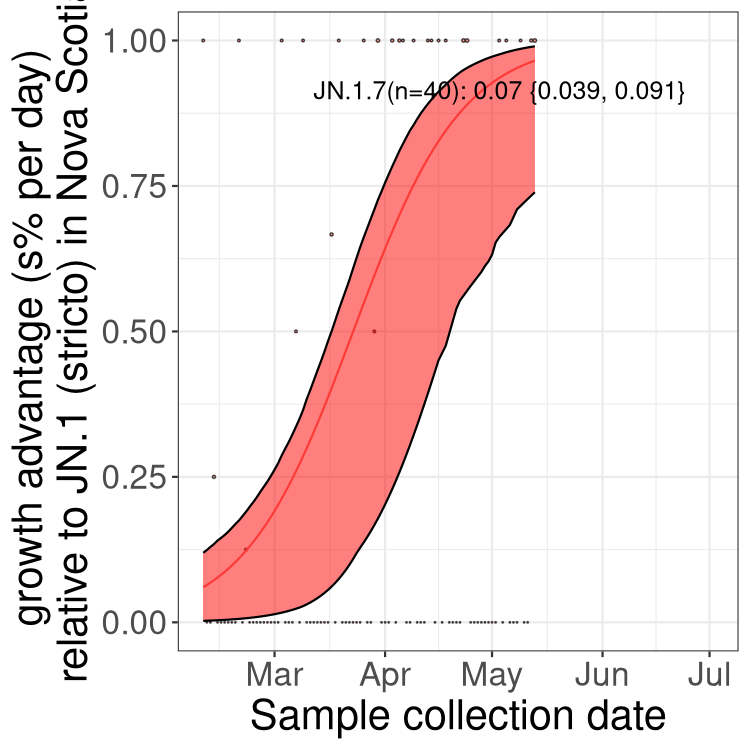 growth advantage (s% per day)
relative to JN.1 (stricto) in Nova Scotia
1.00
0.75
0.50
0.25
0.00
JN.1.7(n=40): 0.07 {0.039, 0.091}
Mar Apr May Jun Jul
Sample collection date